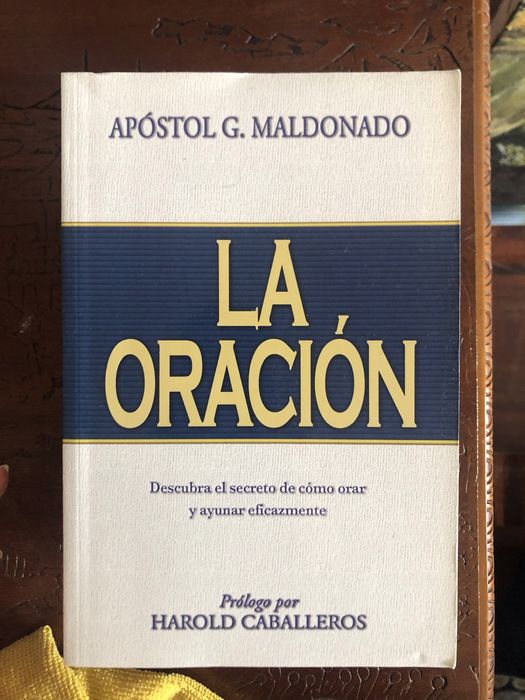 APÓSTOL G. MALDONADO
LA
ORACIÓN
Descubra el secreto de cómo orar
y ayunar eficazmente
Prólogo por
HAROLD CABALLEROS